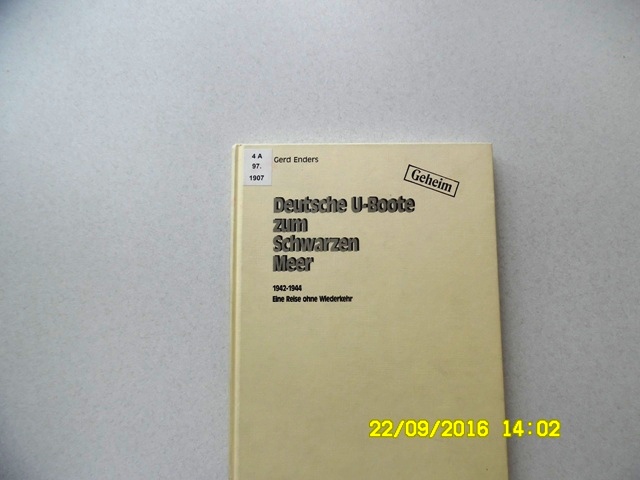 4 A
97.
1907
Gerd Enders
Geheim
Deutsche U-Boote
zum
Schwarzen
Meer
1942-1944
Eine Reise ohne Wiederkehr
22/09/2016 14:02